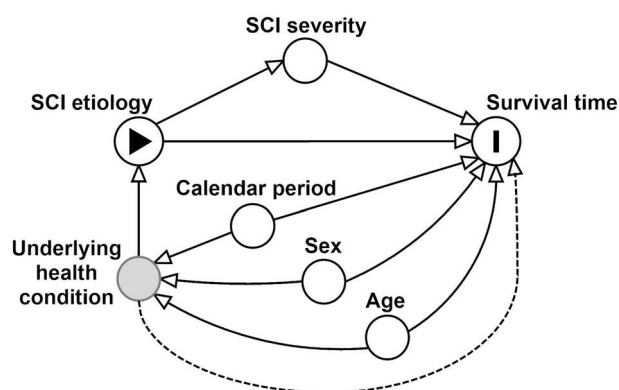 SCI severity
SCI etiology
Survival time
Calendar period
Underlying
health
condition
Sex
Age